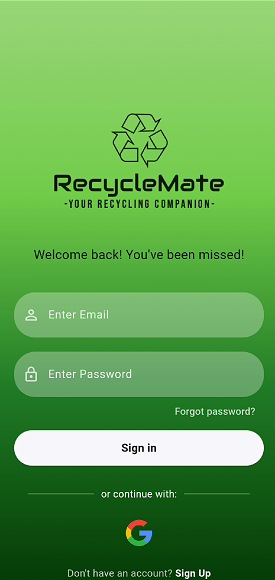 RecycleMate
-YOUR RECYCLING COMPANION-
Welcome back! You've been missed!
Enter Email
Enter Password
Forgot password?
Sign in
or continue with:
Don't have an account? Sign Up